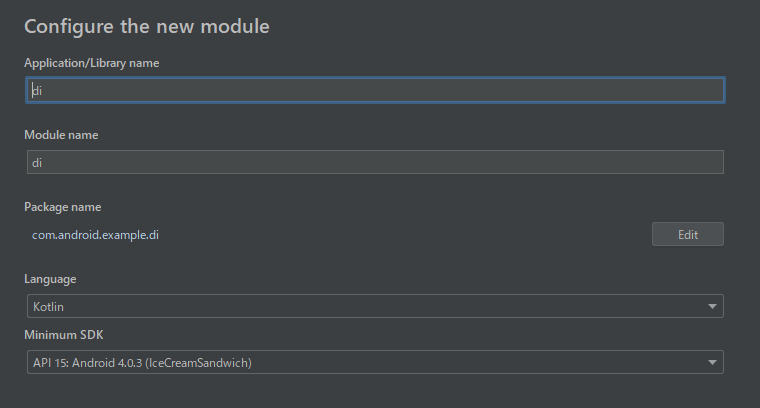 Configure the new module
Application/Library name
di
Module name
di
Package name
com.android.example.di
Edit
Language
Kotlin
Minimum SDK
API 15: Android 4.0.3 (IceCreamSandwich)